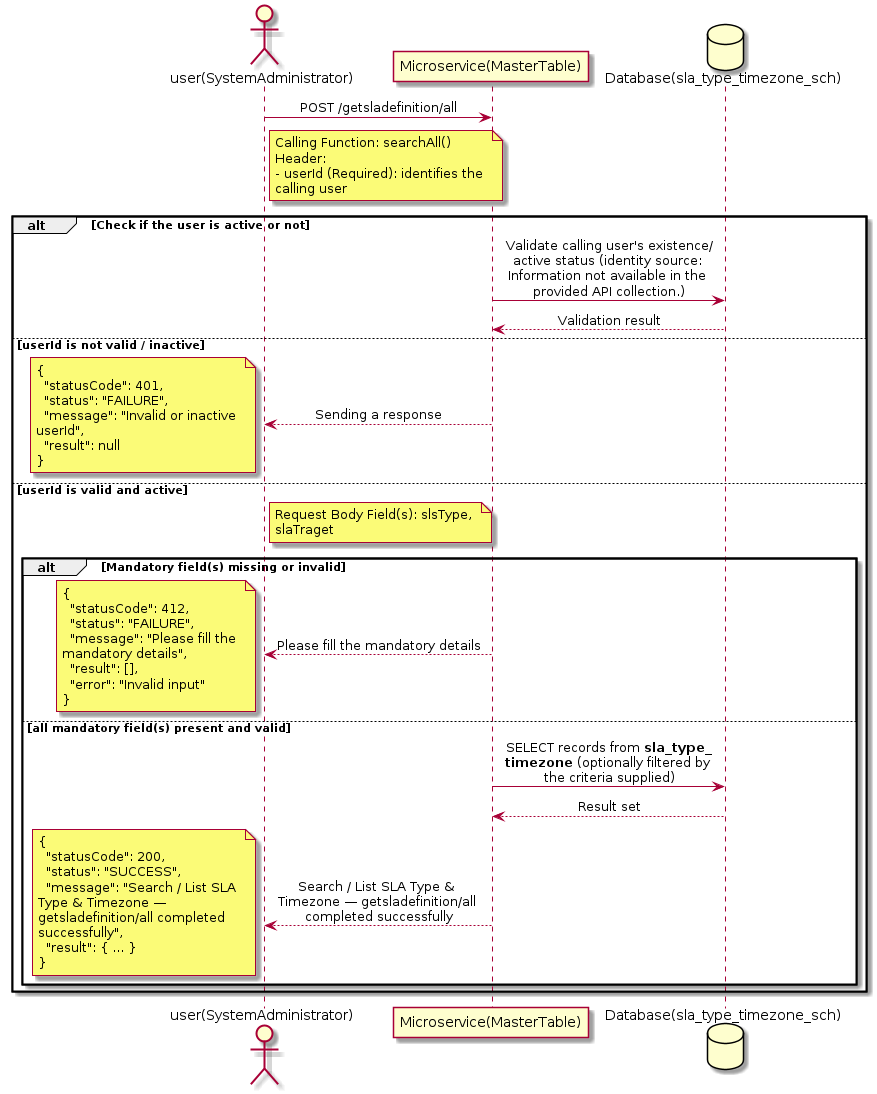 user(SystemAdministrator)
Microservice(MasterTable)
Database(sla_type_timezone_sch)
POST /getsladefinition/all
Calling Function: searchAll()
Header:
- userId (Required): identifies the
calling user
alt
[Check if the user is active or not]
Validate calling user's existence/
active status (identity source:
Information not available in the
provided API collection.)
Validation result
[userId is not valid / inactive]
{
"statusCode": 401,
"status": "FAILURE",
"message": "Invalid or inactive
userId",
"result": null
}
Sending a response
[userId is valid and active]
Request Body Field(s): slsType,
slaTraget
alt
[Mandatory field(s) missing or invalid]
{
"statusCode": 412,
"status": "FAILURE",
"message": "Please fill the
mandatory details",
"result": [],
"error": "Invalid input"
}
Please fill the mandatory details
[all mandatory field(s) present and valid]
SELECT records from sla_type_
timezone (optionally filtered by
the criteria supplied)
Result set
{
"statusCode": 200,
"status": "SUCCESS",
"message": "Search / List SLA
Type & Timezone —
getsladefinition/all completed
successfully",
"result": { ... }
}
Search / List SLA Type &
Timezone — getsladefinition/all
completed successfully
user(SystemAdministrator)
Microservice(MasterTable)
Database(sla_type_timezone_sch)